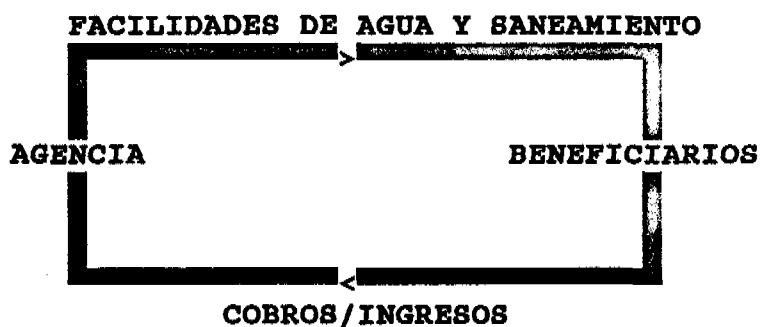 FACILIDADES DE AGUA Y SANEAMIENTO
>
AGENCIA BENEFICIARIOS
<
COBROS/INGRESOS